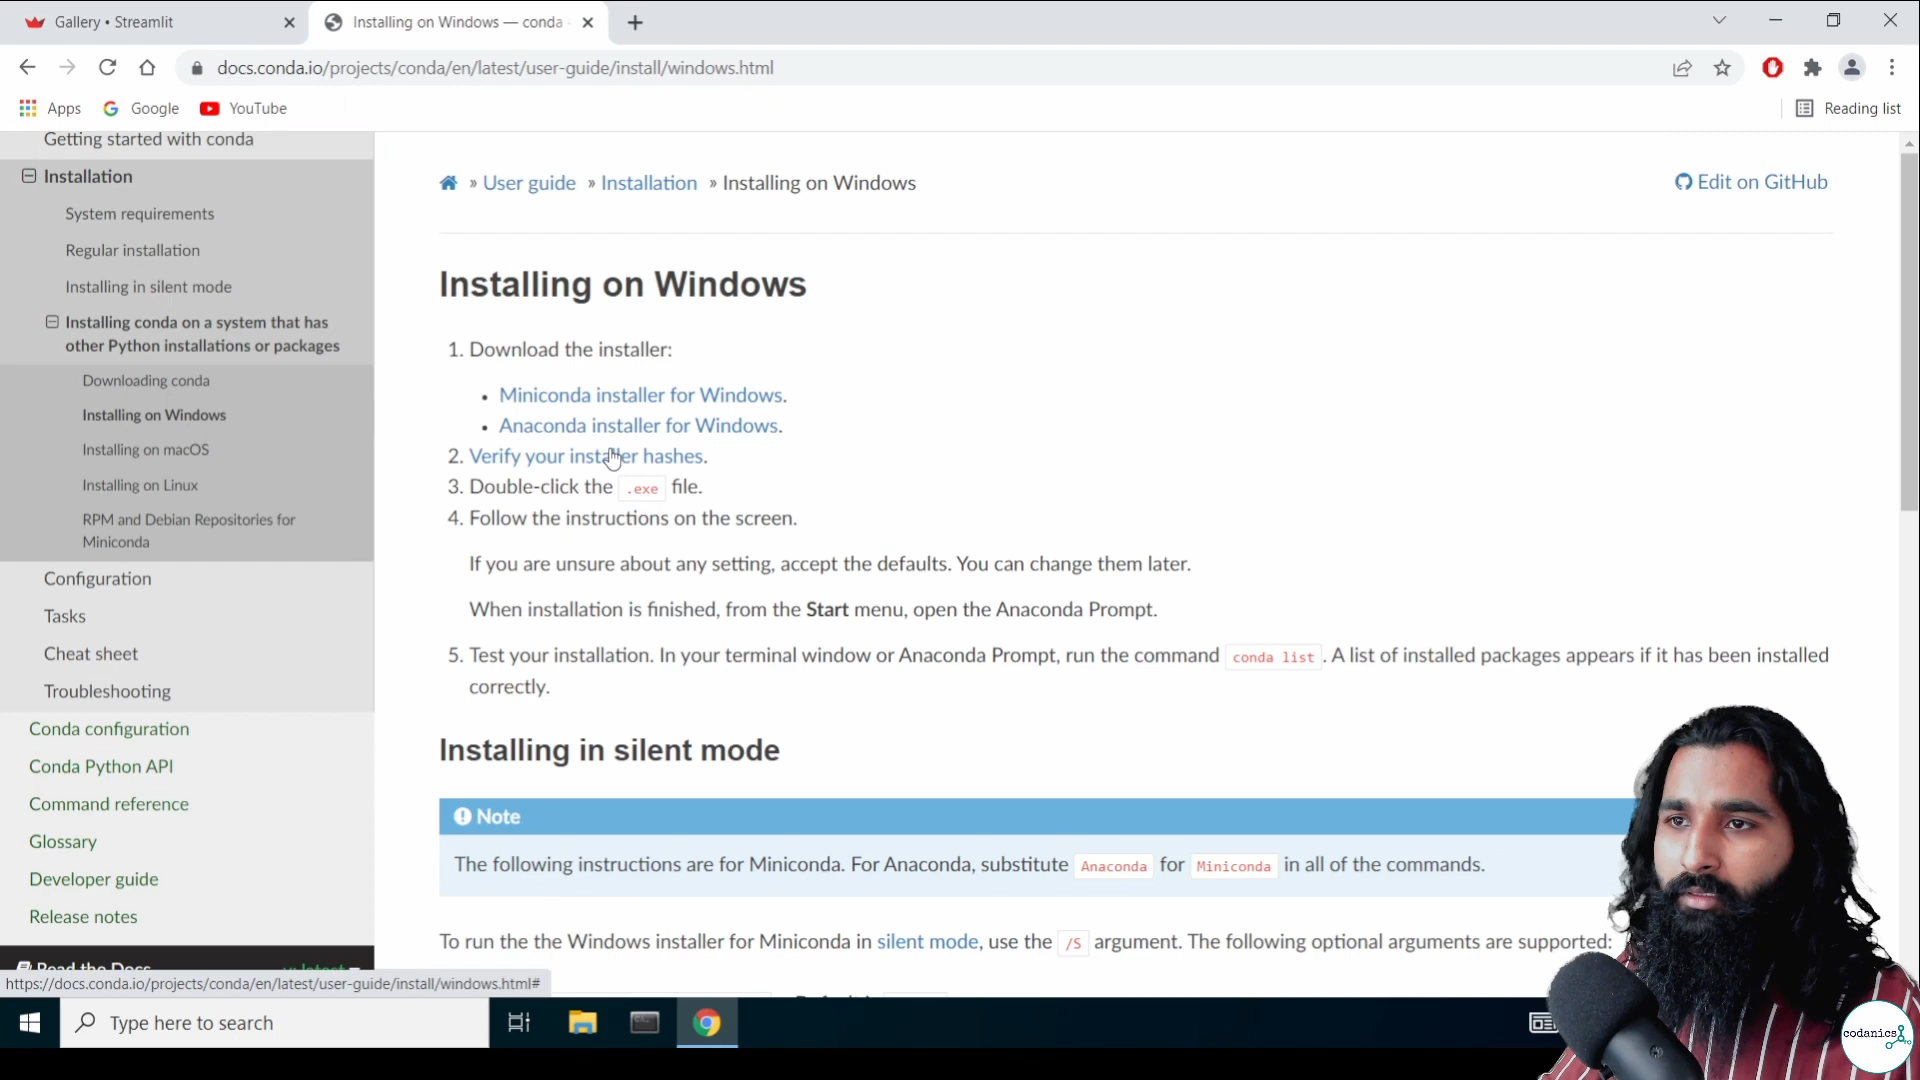 Gallery • Streamlit
Installing on Windows — conda
docs.conda.io/projects/conda/en/latest/user-guide/install/windows.html
Apps
Google
YouTube
Reading list
Getting started with conda
Installation
System requirements
Regular installation
Installing in silent mode
Installing conda on a system that has
other Python installations or packages
Downloading conda
Installing on Windows
Installing on macOS
Installing on Linux
RPM and Debian Repositories for
Miniconda
Configuration
Tasks
Cheat sheet
Troubleshooting
Conda configuration
Conda Python API
Command reference
Glossary
Developer guide
Release notes
Read the Docs
v: latest
https://docs.conda.io/projects/conda/en/latest/user-guide/install/windows.html#
» User guide » Installation » Installing on Windows
Edit on GitHub
Installing on Windows
1. Download the installer:
• Miniconda installer for Windows.
• Anaconda installer for Windows.
2. Verify your installer hashes.
3. Double-click the .exe file.
4. Follow the instructions on the screen.
If you are unsure about any setting, accept the defaults. You can change them later.
When installation is finished, from the Start menu, open the Anaconda Prompt.
5. Test your installation. In your terminal window or Anaconda Prompt, run the command conda list . A list of installed packages appears if it has been installed
correctly.
Installing in silent mode
Note
The following instructions are for Miniconda. For Anaconda, substitute Anaconda for Miniconda in all of the commands.
To run the the Windows installer for Miniconda in silent mode, use the /S argument. The following optional arguments are supported:
Type here to search
codanics